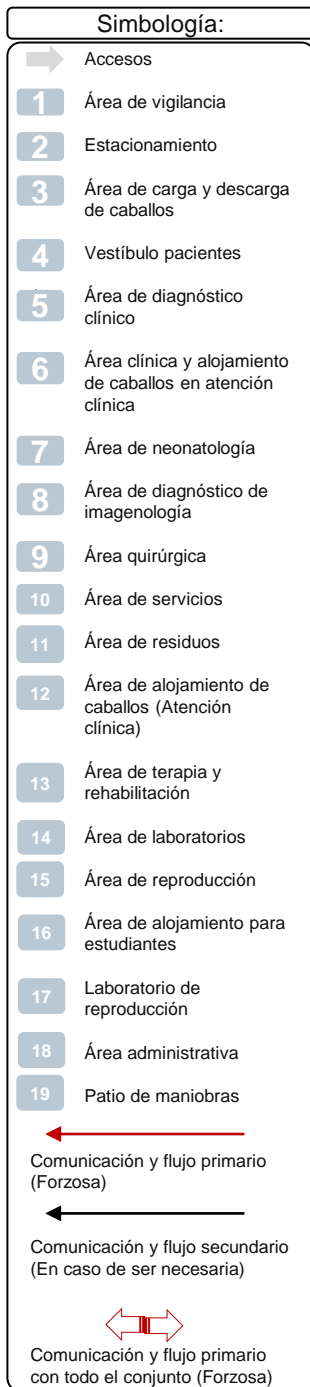 Simbología:
Accesos
1 Área de vigilancia
2 Estacionamiento
3 Área de carga y descarga
de caballos
4 Vestíbulo pacientes
5 Área de diagnóstico
clínico
6 Área clínica y alojamiento
de caballos en atención
clínica
7 Área de neonatología
8 Área de diagnóstico de
imagenología
9 Área quirúrgica
10 Área de servicios
11 Área de residuos
12 Área de alojamiento de
caballos (Atención
clínica)
13 Área de terapia y
rehabilitación
14 Área de laboratorios
15 Área de reproducción
16 Área de alojamiento para
estudiantes
17 Laboratorio de
reproducción
18 Área administrativa
19 Patio de maniobras
Comunicación y flujo primario
(Forzosa)
Comunicación y flujo secundario
(En caso de ser necesaria)
Comunicación y flujo primario
con todo el conjunto (Forzosa)